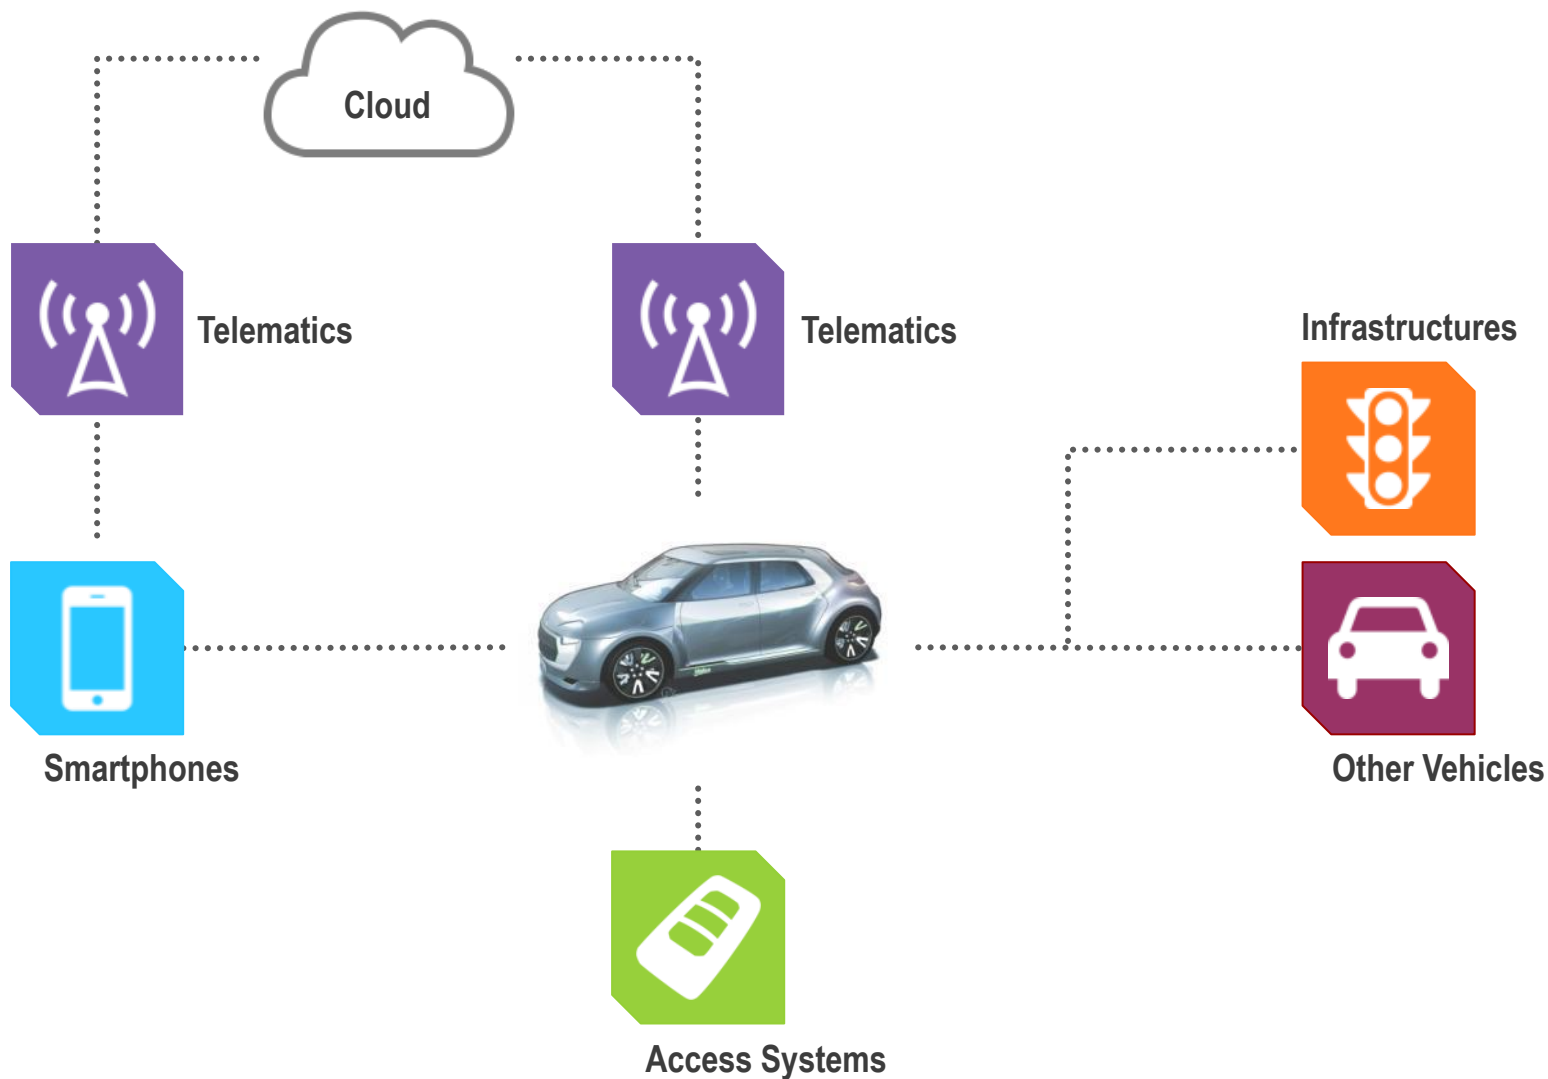 Cloud
Telematics
Telematics
Infrastructures
Smartphones
Other Vehicles
Access Systems